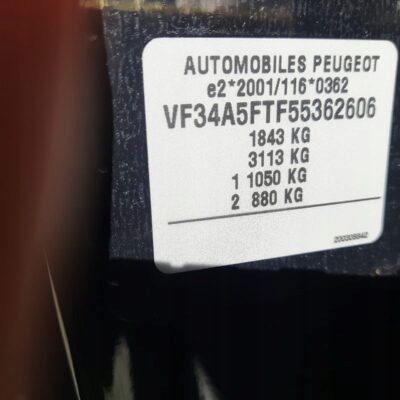 AUTOMOBILES PEUGEOT
e2*2001/116*0362
VF34A5FTF55362606
1843 KG
3113 KG
1 1050 KG
2 880 KG